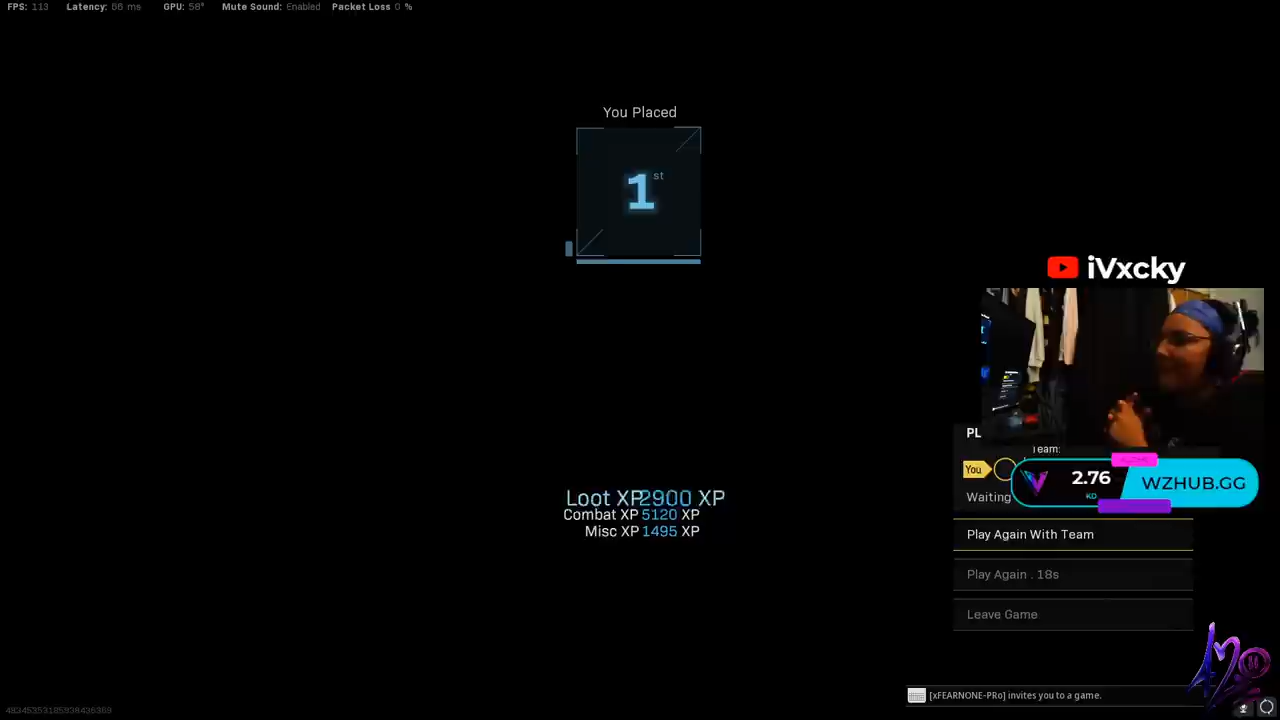 FPS: 113 Latency: 66 ms GPU: 58° Mute Sound: Enabled Packet Loss 0 %
You Placed
1st
iVxcky
PL
Team:
You
2.76
KD
WZHUB.GG
Waiting
Loot XP 2900 XP
Combat XP 5120 XP
Misc XP 1495 XP
Play Again With Team
Play Again . 18s
Leave Game
[xFEARNONE-PRo] invites you to a game.